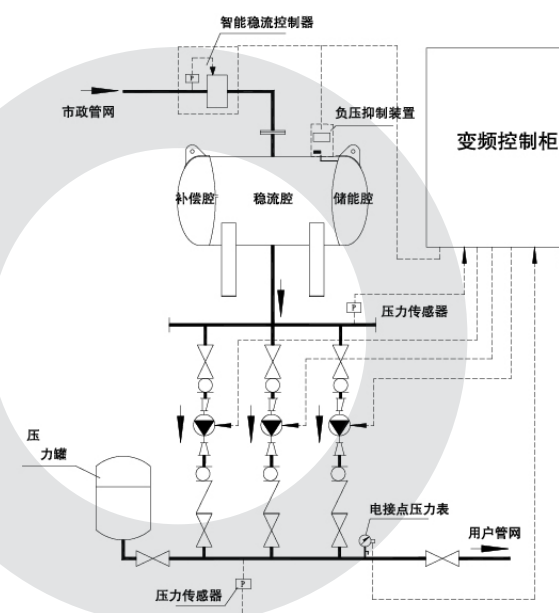 智能稳流控制器
P
市政管网
负压抑制装置
变频控制柜
补偿腔
稳流腔
储能腔
P
压力传感器
压
力罐
电接点压力表
用户管网
P
压力传感器